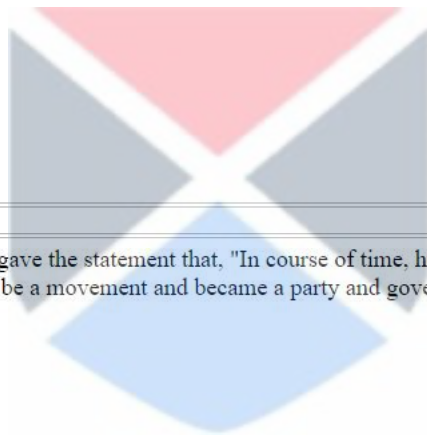 gave the statement that, "In course of time, h
be a movement and became a party and gove